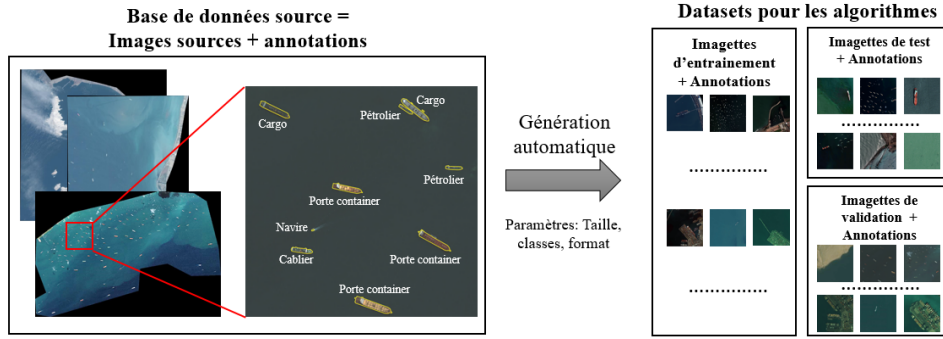 Base de données source =
Images sources + annotations
Cargo
Cargo
Pétrolier
Pétrolier
Porte container
Navire
Cablier
Porte container
Porte container
Génération
automatique
Paramètres: Taille,
classes, format
Datasets pour les algorithmes
Imagettes
d'entrainement
+ Annotations
...............
...............
Imagettes de test
+ Annotations
...............
Imagettes de
validation +
Annotations
...............